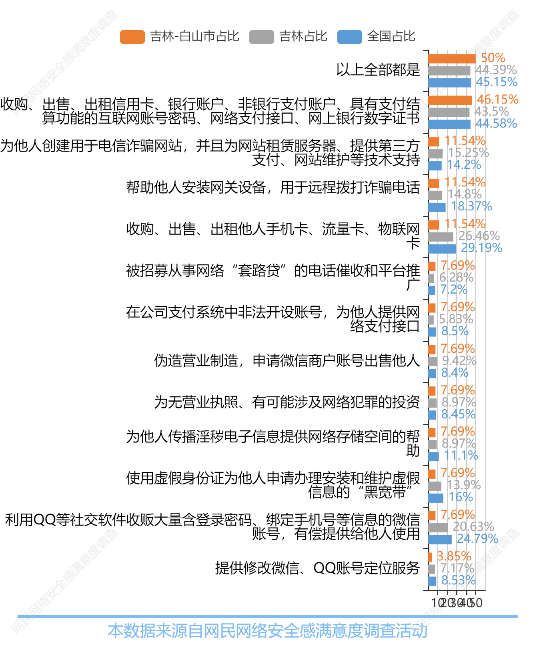 吉林-白山市占比 吉林占比 全国占比
以上全部都是
50%
44.39%
45.15%
收购、出售、出租信用卡、银行账户、非银行支付账户、具有支付结
算功能的互联网账号密码、网络支付接口、网上银行数字证书
46.15%
43.5%
44.58%
为他人创建用于电信诈骗网站，并且为网站租赁服务器、提供第三方
支付、网站维护等技术支持
11.54%
15.25%
14.2%
帮助他人安装网关设备，用于远程拨打诈骗电话
11.54%
14.8%
18.37%
收购、出售、出租他人手机卡、流量卡、物联网
卡
11.54%
26.46%
29.19%
被招募从事网络“套路贷”的电话催收和平台推
广
7.69%
6.28%
7.2%
在公司支付系统中非法开设账号，为他人提供网
络支付接口
7.69%
5.83%
8.5%
伪造营业制造，申请微信商户账号出售他人
7.69%
9.42%
8.4%
为无营业执照、有可能涉及网络犯罪的投资
7.69%
8.97%
8.45%
为他人传播淫秽电子信息提供网络存储空间的帮
助
7.69%
8.97%
11.1%
使用虚假身份证为他人申请办理安装和维护虚假
信息的“黑宽带”
7.69%
13.9%
16%
利用QQ等社交软件收贩大量含登录密码、绑定手机号等信息的微信
账号，有偿提供给他人使用
7.69%
20.63%
24.79%
提供修改微信、QQ账号定位服务
3.85%
7.17%
8.53%
10 20 30 40 50
本数据来源自网民网络安全感满意度调查活动